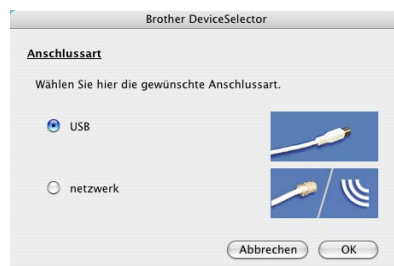 Brother DeviceSelector
Anschlussart
Wählen Sie hier die gewünschte Anschlussart.
USB
netzwerk
Abbrechen
OK